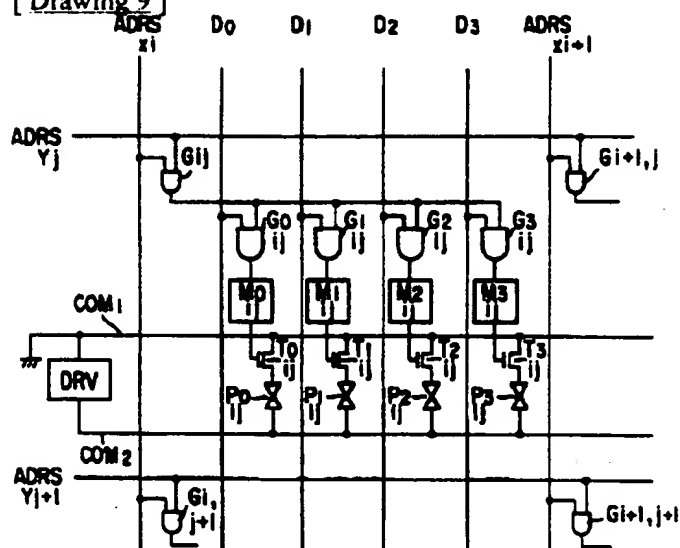 [ Drawing 9 ]
ADRS xi
D0
D1
D2
D3
ADRS xi+1
ADRS Yj
Gij
Gi+1,j
G0 ij
G1 ij
G2 ij
G3 ij
M0 ij
M1 ij
M2 ij
M3 ij
COM1
T0 ij
T1 ij
T2 ij
T3 ij
DRV
P0 ij
P1 ij
P2 ij
P3 ij
COM2
ADRS Yj+1
Gi, j+1
Gi+1,j+1